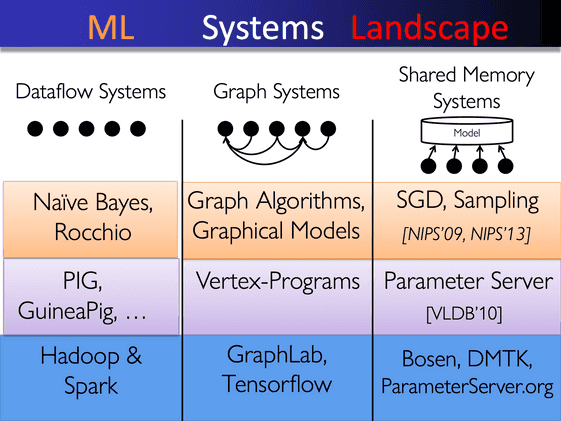 ML Systems Landscape
Dataflow Systems
Graph Systems
Shared Memory
Systems
Model
Naïve Bayes,
Rocchio
Graph Algorithms,
Graphical Models
SGD, Sampling
[NIPS'09, NIPS'13]
PIG,
GuineaPig, …
Vertex-Programs
Parameter Server
[VLDB'10]
Hadoop &
Spark
GraphLab,
Tensorflow
Bosen, DMTK,
ParameterServer.org